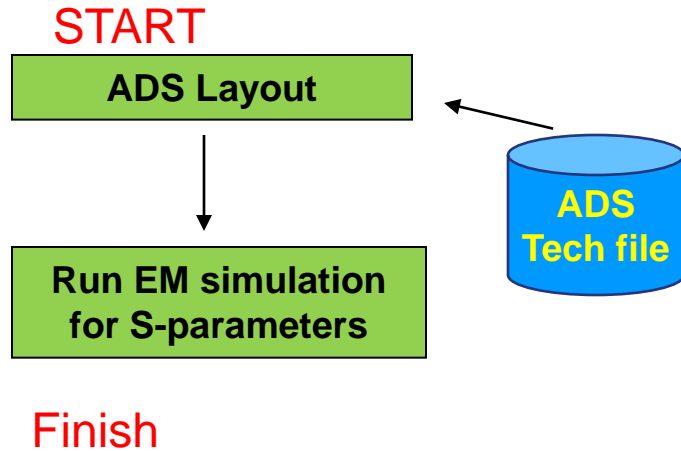 START
ADS Layout
ADS
Tech file
Run EM simulation
for S-parameters
Finish